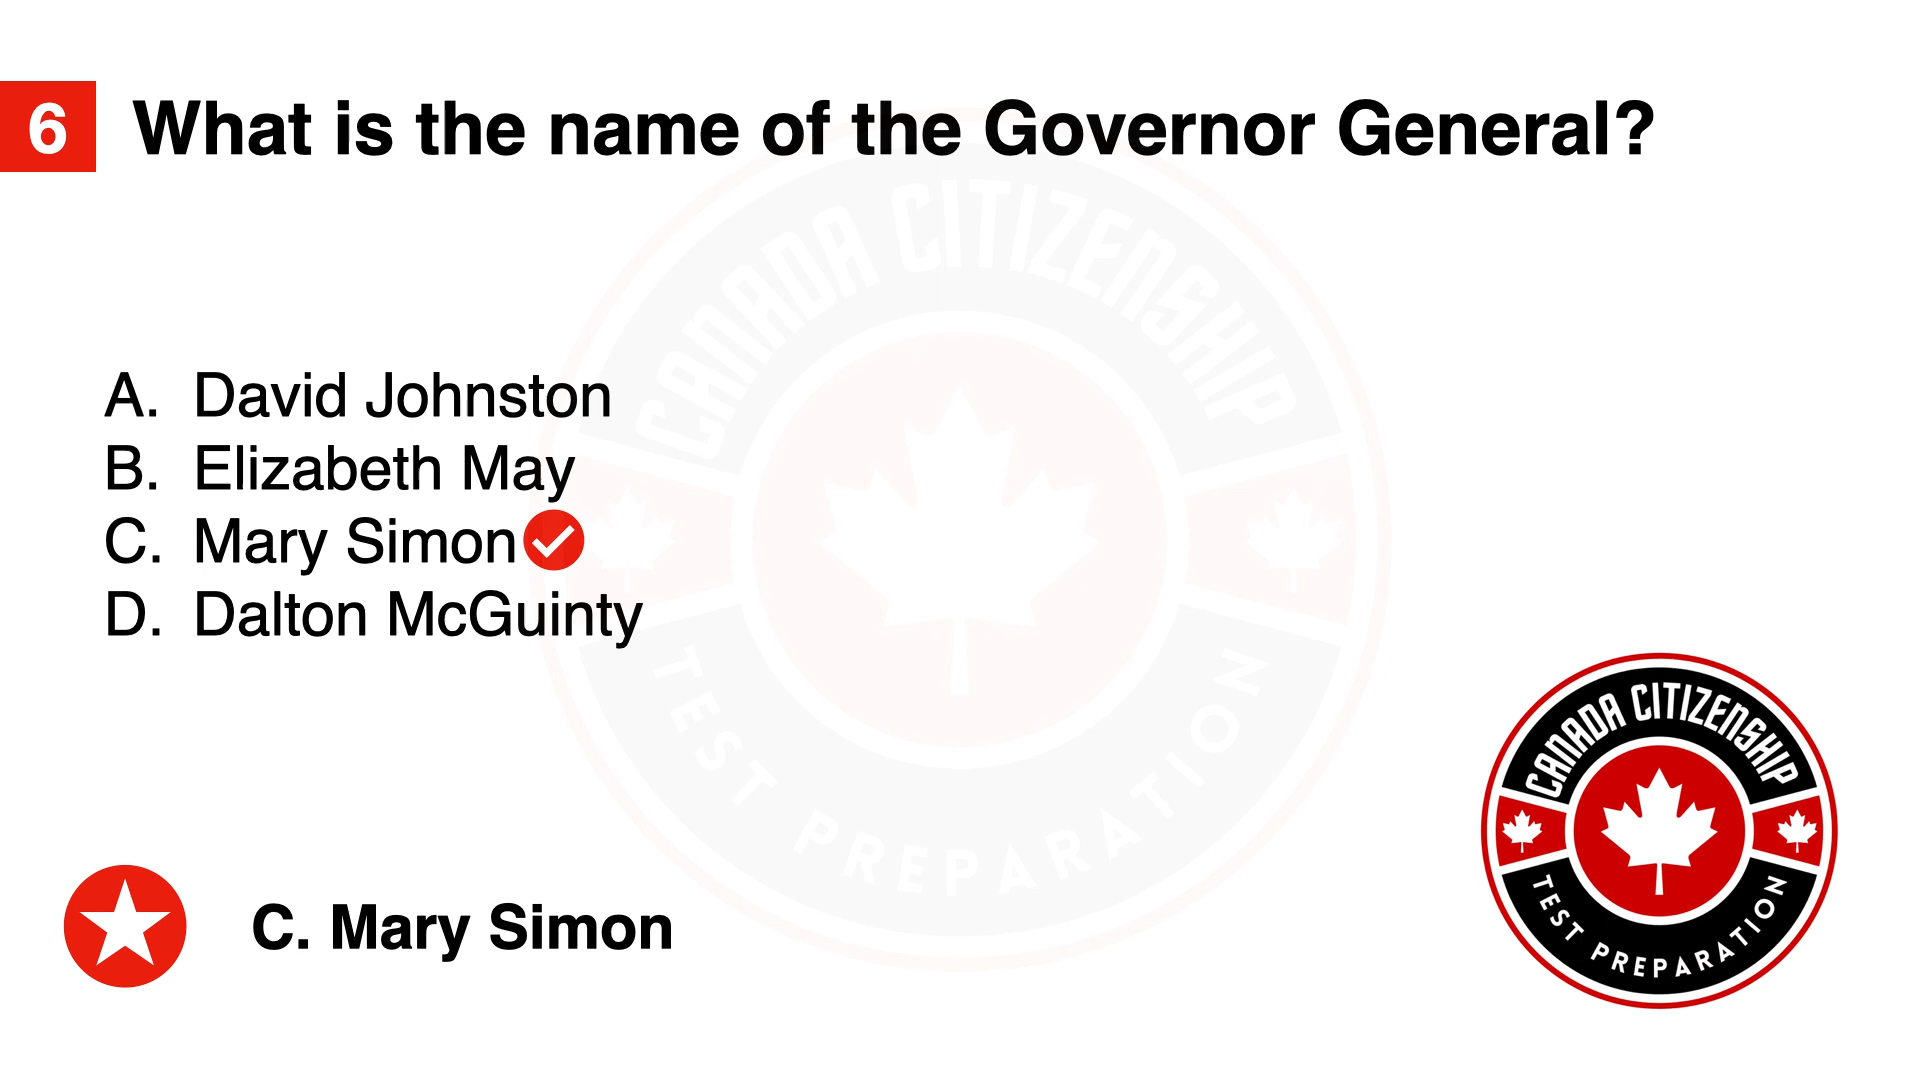 6 What is the name of the Governor General?
CANADA CITIZENSHIP
A. David Johnston
B. Elizabeth May
C. Mary Simon
D. Dalton McGuinty
TEST PREPARATION
C. Mary Simon
CANADA CITIZENSHIP
TEST PREPARATION